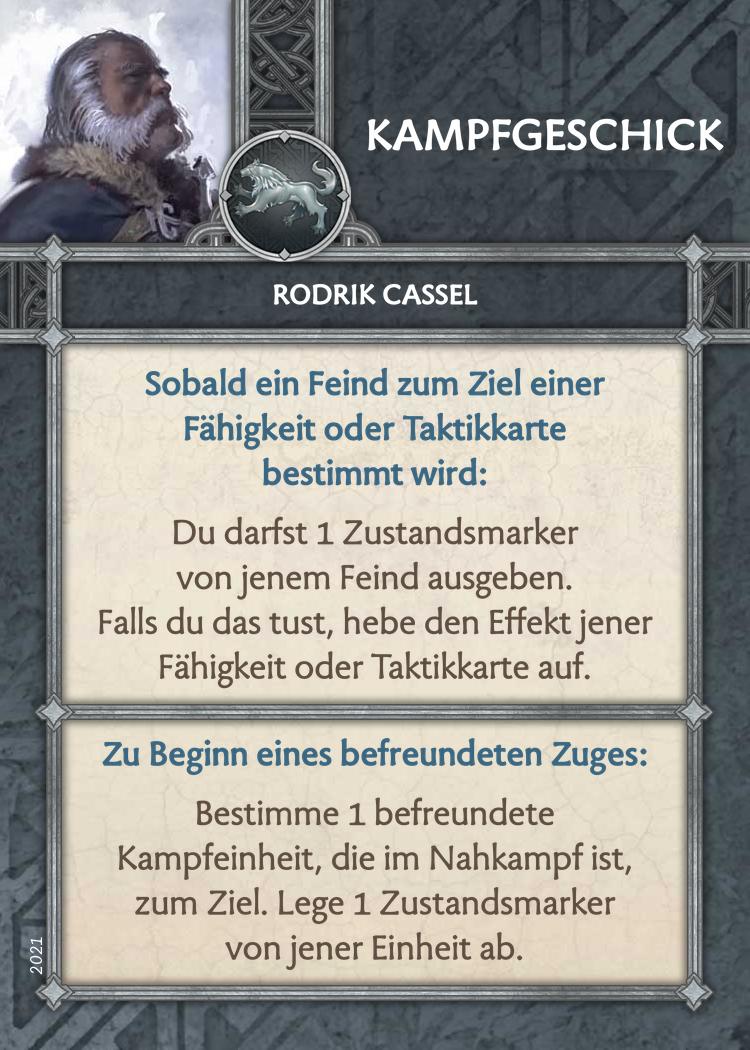 KAMPFGESCHICK
RODRIK CASSEL
Sobald ein Feind zum Ziel einer
Fähigkeit oder Taktikkarte
bestimmt wird:
Du darfst 1 Zustandsmarker
von jenem Feind ausgeben.
Falls du das tust, hebe den Effekt jener
Fähigkeit oder Taktikkarte auf.
Zu Beginn eines befreundeten Zuges:
Bestimme 1 befreundete
Kampfeinheit, die im Nahkampf ist,
zum Ziel. Lege 1 Zustandsmarker
von jener Einheit ab.
2021